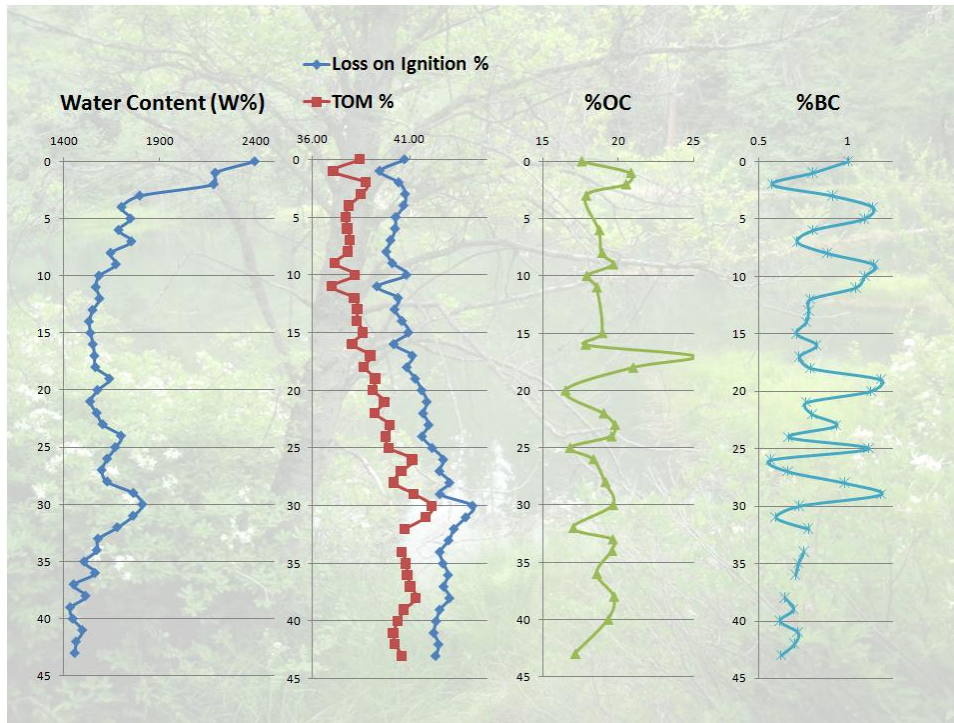 Loss on Ignition %
Water Content (W%)
TOM %
%OC
%BC
1400 1900 2400
36.00 41.00
15 20 25
0.5 1
0 0 0 0
5 5 5 5
10 10 10 10
15 15 15 15
20 20 20 20
25 25 25 25
30 30 30 30
35 35 35 35
40 40 40 40
45 45 45 45